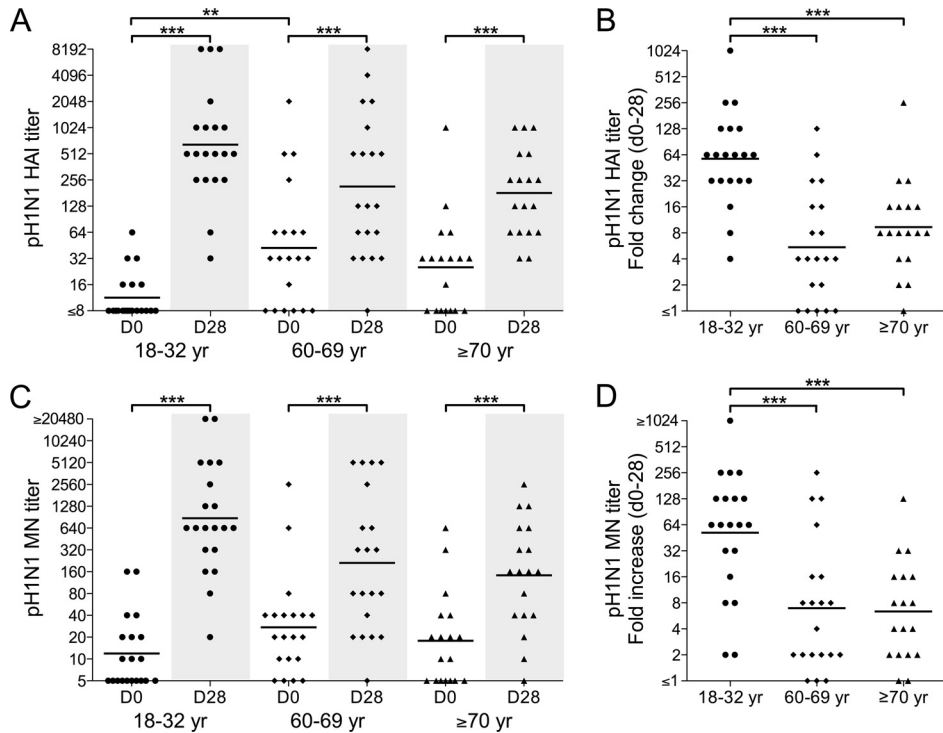 A
pH1N1 HAI titer
8192
4096
2048
1024
512
256
128
64
32
16
≤8
** 
*** *** ***
D0 D28 D0 D28 D0 D28
18-32 yr 60-69 yr ≥70 yr
B
pH1N1 HAI titer
Fold change (d0-28)
1024
512
256
128
64
32
16
8
4
2
≤1
***
***
18-32 yr 60-69 yr ≥70 yr
C
pH1N1 MN titer
≥20480
10240
5120
2560
1280
640
320
160
80
40
20
10
5
*** *** ***
D0 D28 D0 D28 D0 D28
18-32 yr 60-69 yr ≥70 yr
D
pH1N1 MN titer
Fold increase (d0-28)
≥1024
512
256
128
64
32
16
8
4
2
≤1
***
***
18-32 yr 60-69 yr ≥70 yr